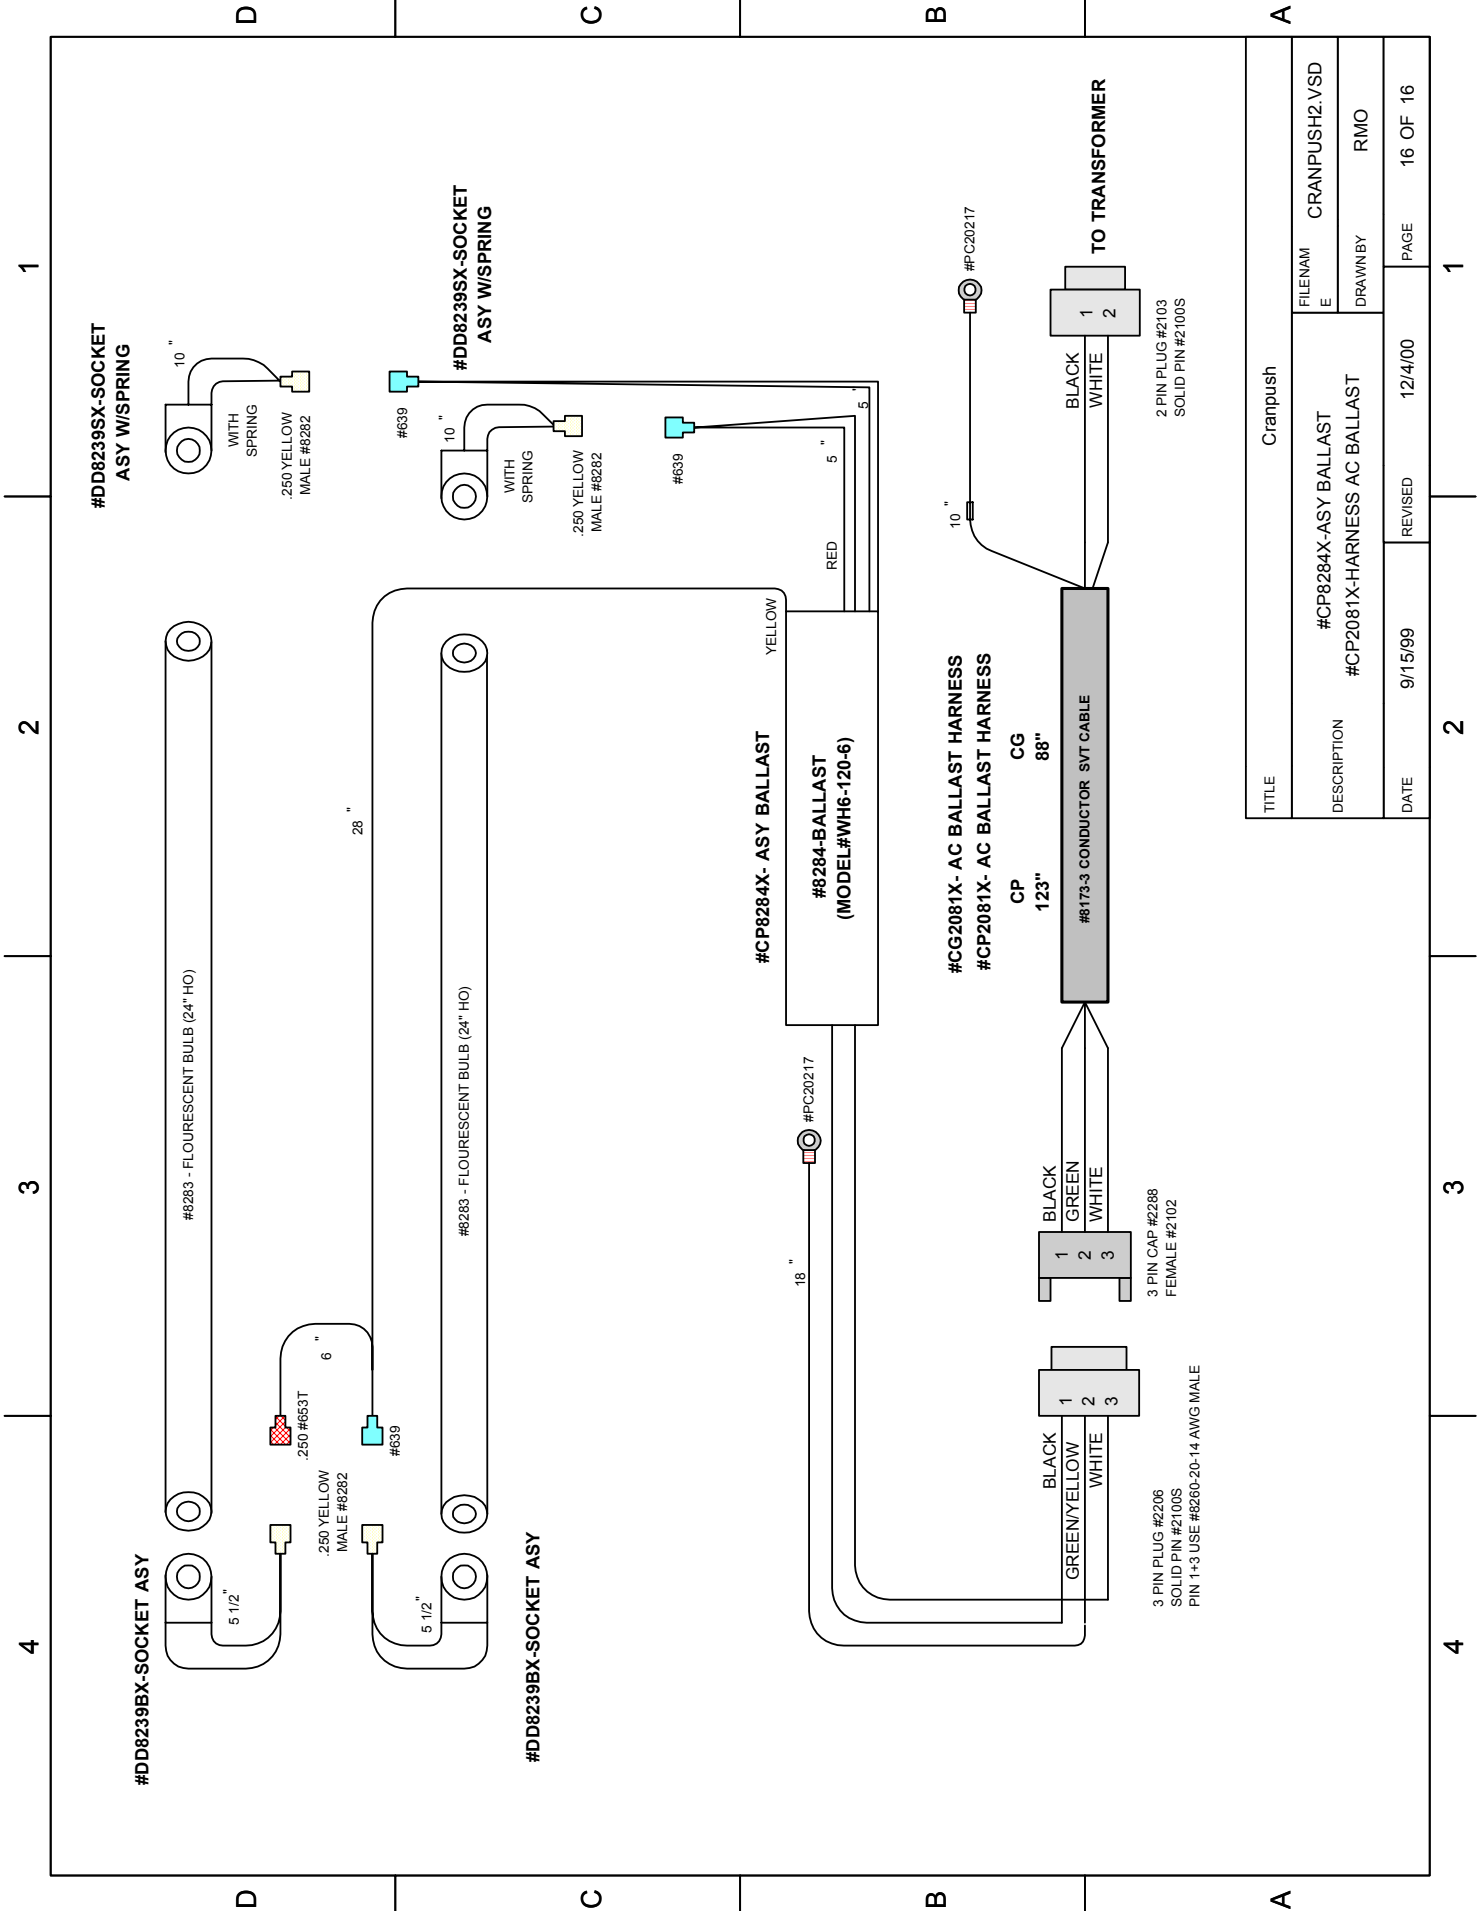 4
3
2
1
D
D
#DD8239BX-SOCKET ASY
5 1/2"
#8283 - FLOURESCENT BULB (24" HO)
#DD8239SX-SOCKET
ASY W/SPRING
10 "
WITH
SPRING
.250 YELLOW
MALE #8282
.250 #653T
6 "
.250 YELLOW
MALE #8282
#639
28 "
#639
C
C
5 1/2"
#DD8239BX-SOCKET ASY
#8283 - FLOURESCENT BULB (24" HO)
#DD8239SX-SOCKET
ASY W/SPRING
10 "
WITH
SPRING
.250 YELLOW
MALE #8282
#639
B
B
18 "
#PC20217
#CP8284X- ASY BALLAST
#8284-BALLAST
(MODEL#WH6-120-6)
YELLOW
RED
5 "
5 "
#CG2081X- AC BALLAST HARNESS
#CP2081X- AC BALLAST HARNESS
CP CG
123" 88"
#8173-3 CONDUCTOR SVT CABLE
10 "
#PC20217
BLACK
GREEN/YELLOW
WHITE
1
2
3
3 PIN PLUG #2206
SOLID PIN #2100S
PIN 1+3 USE #8260-20-14 AWG MALE
1
2
3
BLACK
GREEN
WHITE
3 PIN CAP #2288
FEMALE #2102
BLACK
WHITE
1
2
TO TRANSFORMER
2 PIN PLUG #2103
SOLID PIN #2100S
A
A
TITLE Cranpush
DESCRIPTION
#CP8284X-ASY BALLAST
#CP2081X-HARNESS AC BALLAST
FILENAM
E
CRANPUSH2.VSD
DRAWN BY RMO
DATE 9/15/99 REVISED 12/4/00 PAGE 16 OF 16
4
3
2
1